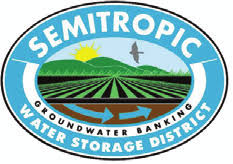 SEMITROPIC
GROUNDWATER BANKING
WATER STORAGE DISTRICT